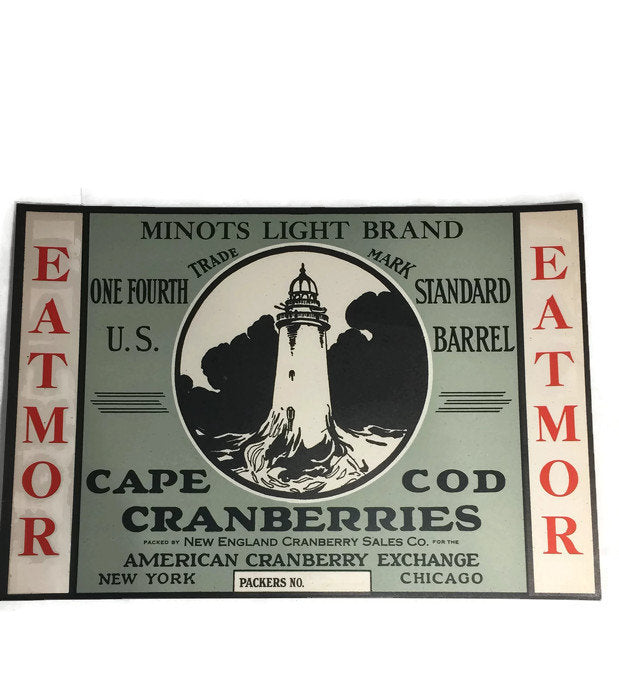 MINOTS LIGHT BRAND
TRADE MARK
ONE FOURTH STANDARD
U.S. BARREL
EATMOR
EATMOR
CAPE COD
CRANBERRIES
PACKED BY NEW ENGLAND CRANBERRY SALES CO. FOR THE
AMERICAN CRANBERRY EXCHANGE
NEW YORK CHICAGO
PACKERS NO.